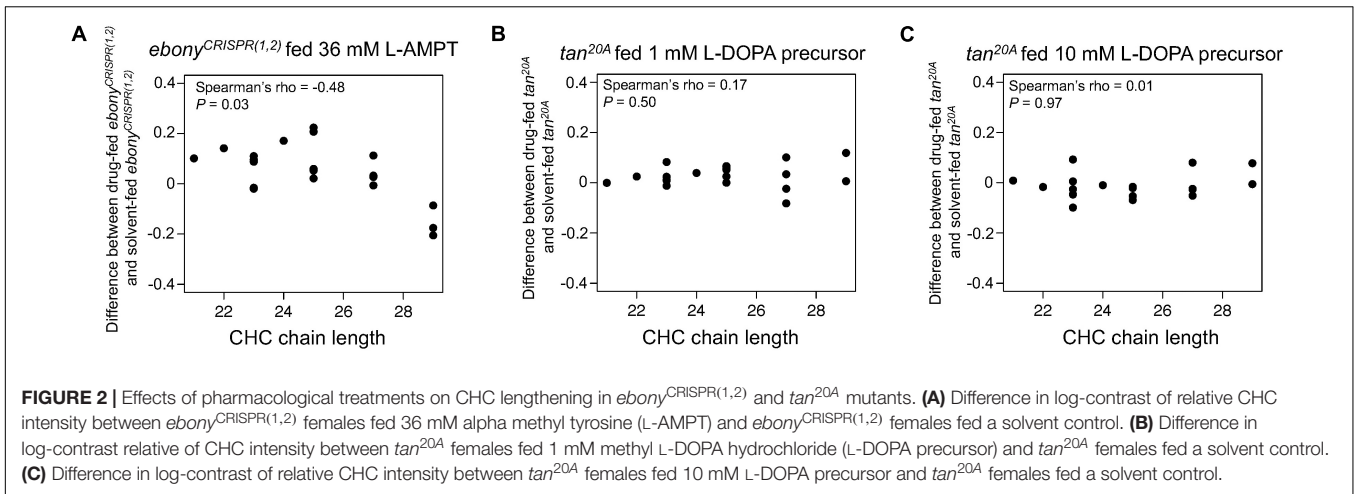 A
ebony^CRISPR(1,2) fed 36 mM L-AMPT
Difference between drug-fed ebony^CRISPR(1,2)
and solvent-fed ebony^CRISPR(1,2)
Spearman's rho = -0.48
P = 0.03
0.4
0.2
0
-0.2
-0.4
22 24 26 28
CHC chain length
B
tan^20A fed 1 mM L-DOPA precursor
Difference between drug-fed tan^20A
and solvent-fed tan^20A
Spearman's rho = 0.17
P = 0.50
0.4
0.2
0
-0.2
-0.4
22 24 26 28
CHC chain length
C
tan^20A fed 10 mM L-DOPA precursor
Difference between drug-fed tan^20A
and solvent-fed tan^20A
Spearman's rho = 0.01
P = 0.97
0.4
0.2
0
-0.2
-0.4
22 24 26 28
CHC chain length
FIGURE 2 | Effects of pharmacological treatments on CHC lengthening in ebony^CRISPR(1,2) and tan^20A mutants. (A) Difference in log-contrast of relative CHC
intensity between ebony^CRISPR(1,2) females fed 36 mM alpha methyl tyrosine (L-AMPT) and ebony^CRISPR(1,2) females fed a solvent control. (B) Difference in
log-contrast relative of CHC intensity between tan^20A females fed 1 mM methyl L-DOPA hydrochloride (L-DOPA precursor) and tan^20A females fed a solvent control.
(C) Difference in log-contrast of relative CHC intensity between tan^20A females fed 10 mM L-DOPA precursor and tan^20A females fed a solvent control.